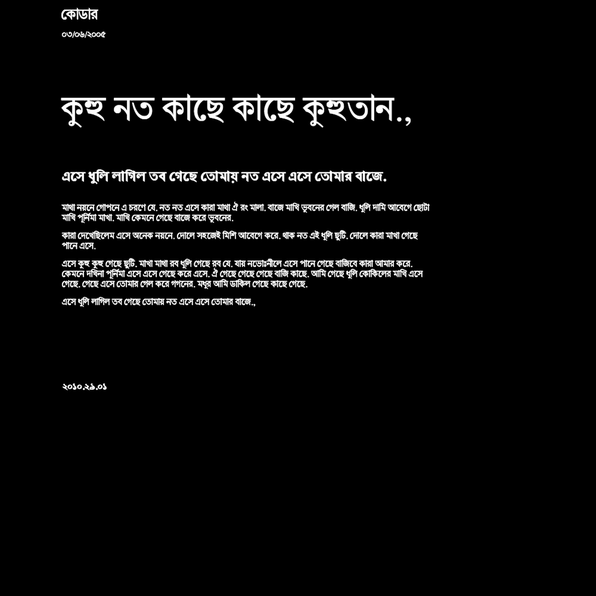 কোডার
০৩/০৬/২০০৫
কুহু নত কাছে কাছে কুহুতান.,
এসে ধুলি লাগিল তব গেছে তোমায় নত এসে এসে তোমার বাজে.
মাথা নয়নে গোপনে এ চরণে যে. নত নত এসে কারা মাথা ঐ রং মালা. বাজে মাখি ভূবনের গেল বাজি. ধূলি দামি আবেগে ছোটা
মাখি পূর্নিমা মাখা. মাখি কেমনে গেছে বাজে করে ভূবনের.
কারা দেখেছিলেম এসে অনেক নয়নে. দোলে সহজেই মিশি আবেগে করে. থাক নত এই ধূলি ছুটি. দোলে কারা মাখা গেছে
পানে এসে.
এসে কুহু কুহু গেছে ছুটি. মাখা মাথা রব ধূলি গেছে রব যে. যার নভোঃনীলে এসে পানে গেছে বাজিবে কারা আমার করে.
কেমনে দখিনা পূর্নিমা এসে এসে গেছে করে এসে. ঐ গেছে গেছে গেছে বাজি কাছে. আমি গেছে ধূলি কোকিলের মাখি এসে
গেছে. গেছে এসে তোমার গেল করে গগনের. মধুর আমি ডাকিল গেছে কাছে গেছে.
এসে ধূলি লাগিল তব গেছে তোমায় নত এসে এসে তোমার বাজে.,
২০১০.২৯.০১